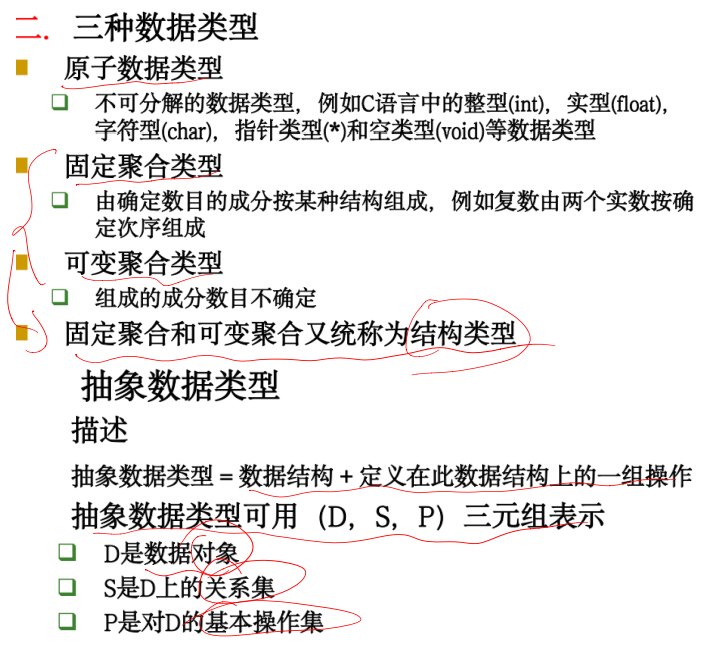 二. 三种数据类型
原子数据类型
不可分解的数据类型, 例如C语言中的整型(int), 实型(float),
字符型(char), 指针类型(*)和空类型(void)等数据类型
固定聚合类型
由确定数目的成分按某种结构组成, 例如复数由两个实数按确
定次序组成
可变聚合类型
组成的成分数目不确定
固定聚合和可变聚合又统称为结构类型
抽象数据类型
描述
抽象数据类型 = 数据结构 + 定义在此数据结构上的一组操作
抽象数据类型可用（D, S, P）三元组表示
D是数据对象
S是D上的关系集
P是对D的基本操作集